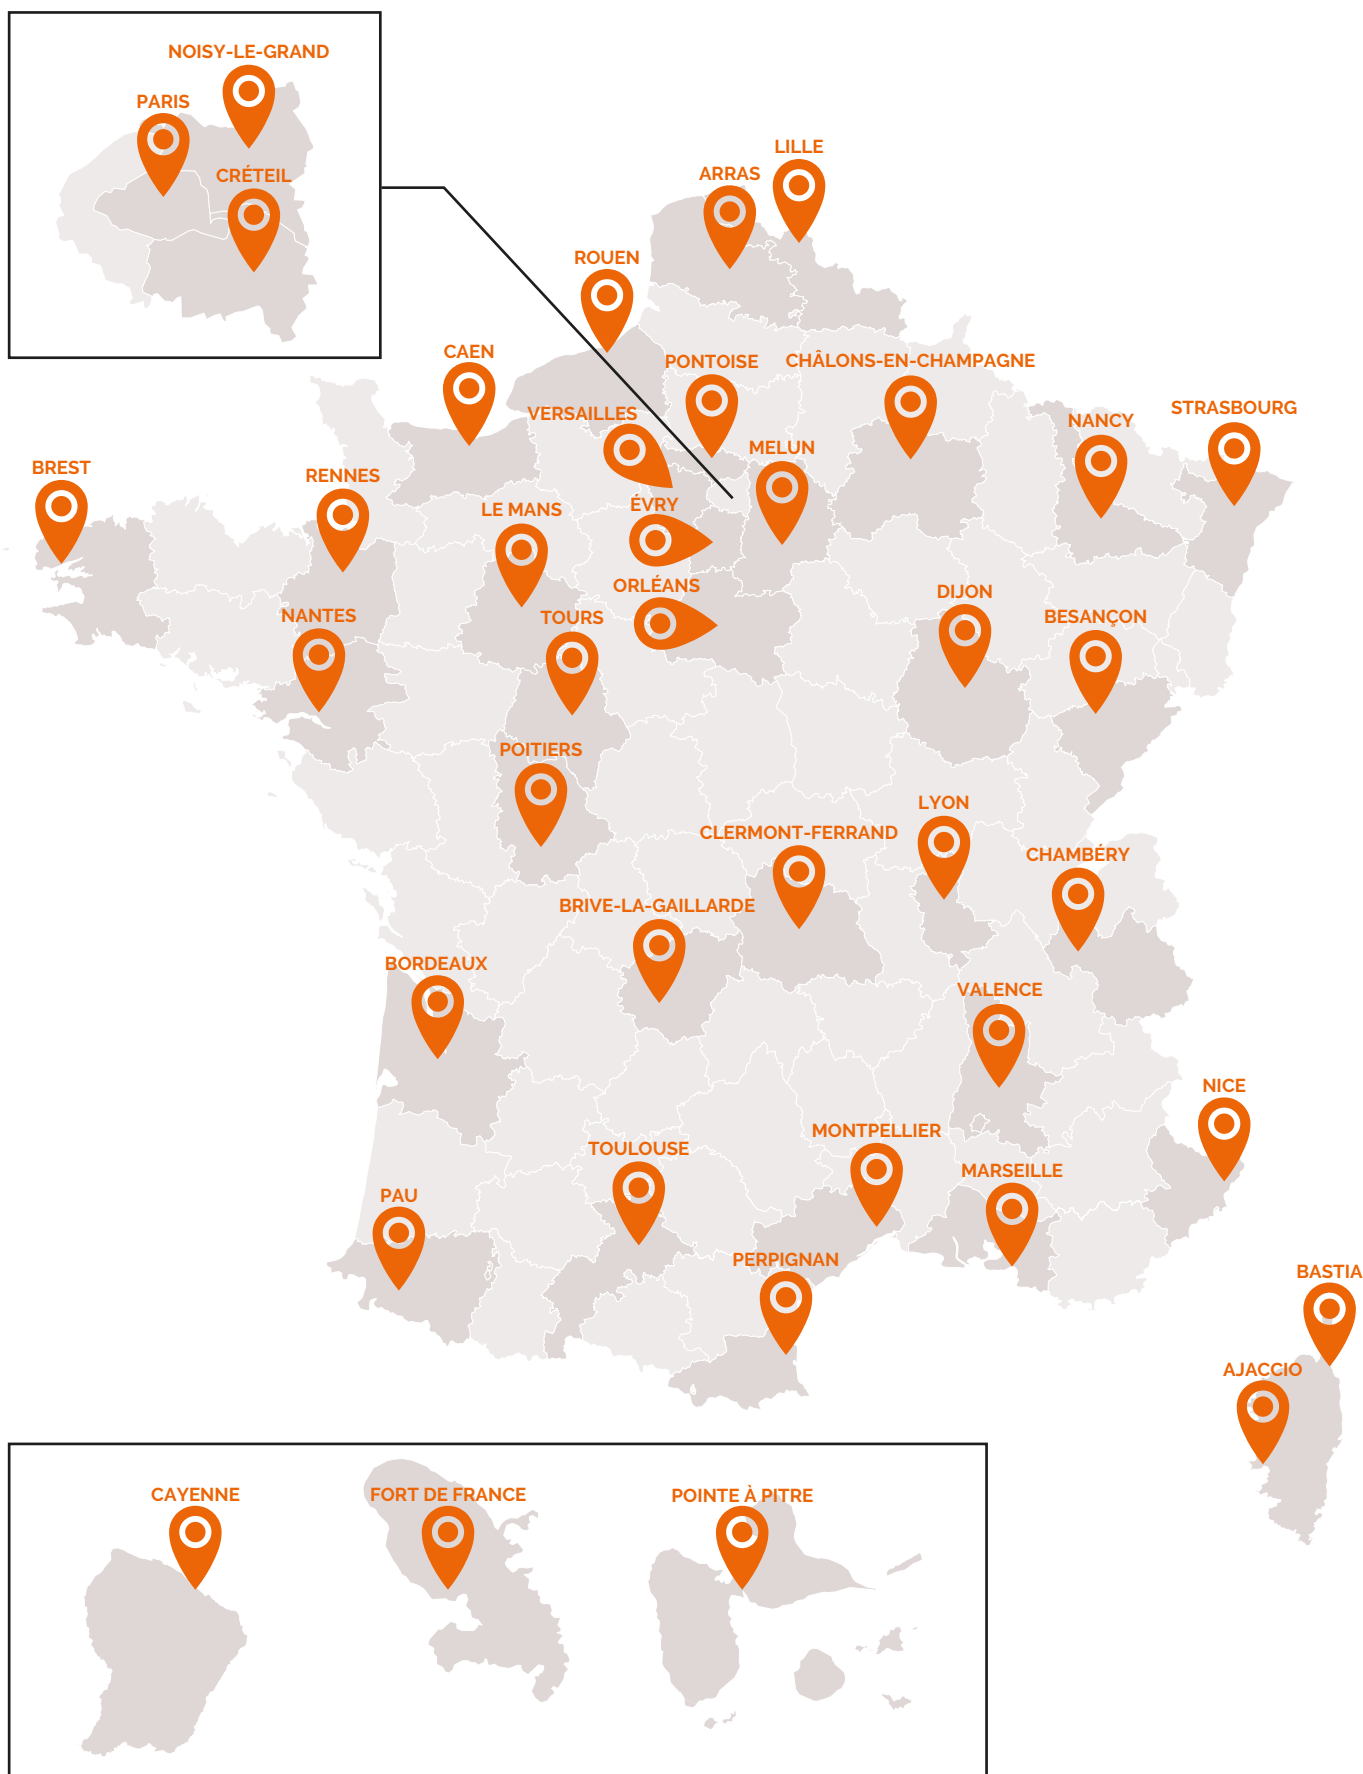 NOISY-LE-GRAND
PARIS
CRÉTEIL
LILLE
ARRAS
ROUEN
CAEN
PONTOISE
CHÂLONS-EN-CHAMPAGNE
VERSAILLES
STRASBOURG
NANCY
MELUN
BREST
RENNES
LE MANS
ÉVRY
ORLÉANS
DIJON
NANTES
TOURS
BESANÇON
POITIERS
LYON
CLERMONT-FERRAND
CHAMBÉRY
BRIVE-LA-GAILLARDE
BORDEAUX
VALENCE
NICE
MONTPELLIER
TOULOUSE
MARSEILLE
PAU
PERPIGNAN
BASTIA
AJACCIO
CAYENNE
FORT DE FRANCE
POINTE À PITRE